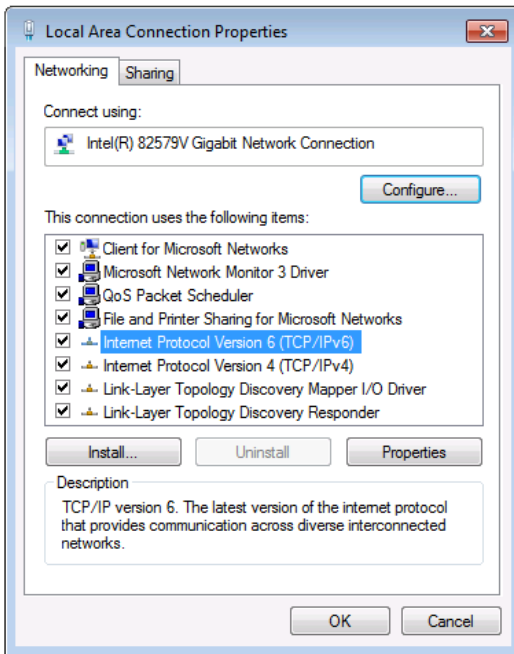 Local Area Connection Properties
Networking Sharing
Connect using:
Intel(R) 82579V Gigabit Network Connection
Configure...
This connection uses the following items:
Client for Microsoft Networks
Microsoft Network Monitor 3 Driver
QoS Packet Scheduler
File and Printer Sharing for Microsoft Networks
Internet Protocol Version 6 (TCP/IPv6)
Internet Protocol Version 4 (TCP/IPv4)
Link-Layer Topology Discovery Mapper I/O Driver
Link-Layer Topology Discovery Responder
Install... Uninstall Properties
Description
TCP/IP version 6. The latest version of the internet protocol
that provides communication across diverse interconnected
networks.
OK Cancel